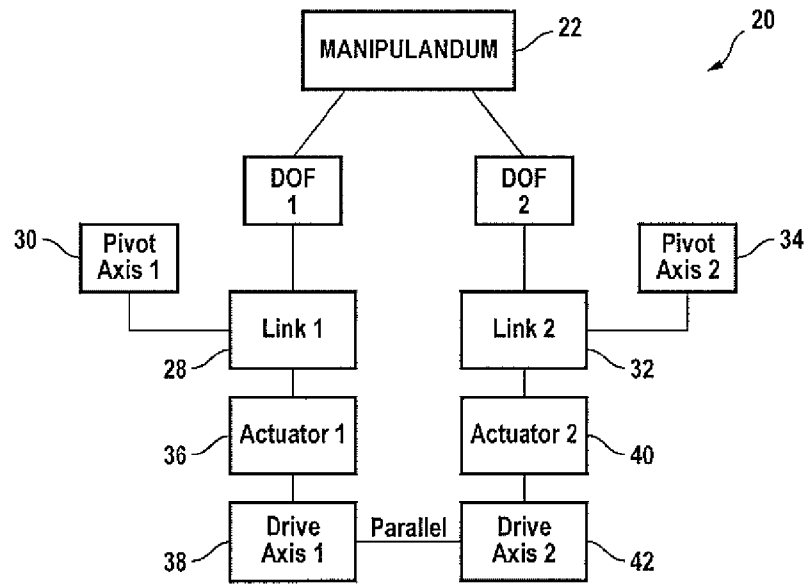 MANIPULANDUM
22
20
DOF
1
DOF
2
30
Pivot
Axis 1
Pivot
Axis 2
34
Link 1
Link 2
28
32
Actuator 1
Actuator 2
36
40
Drive
Axis 1
Parallel
Drive
Axis 2
38
42